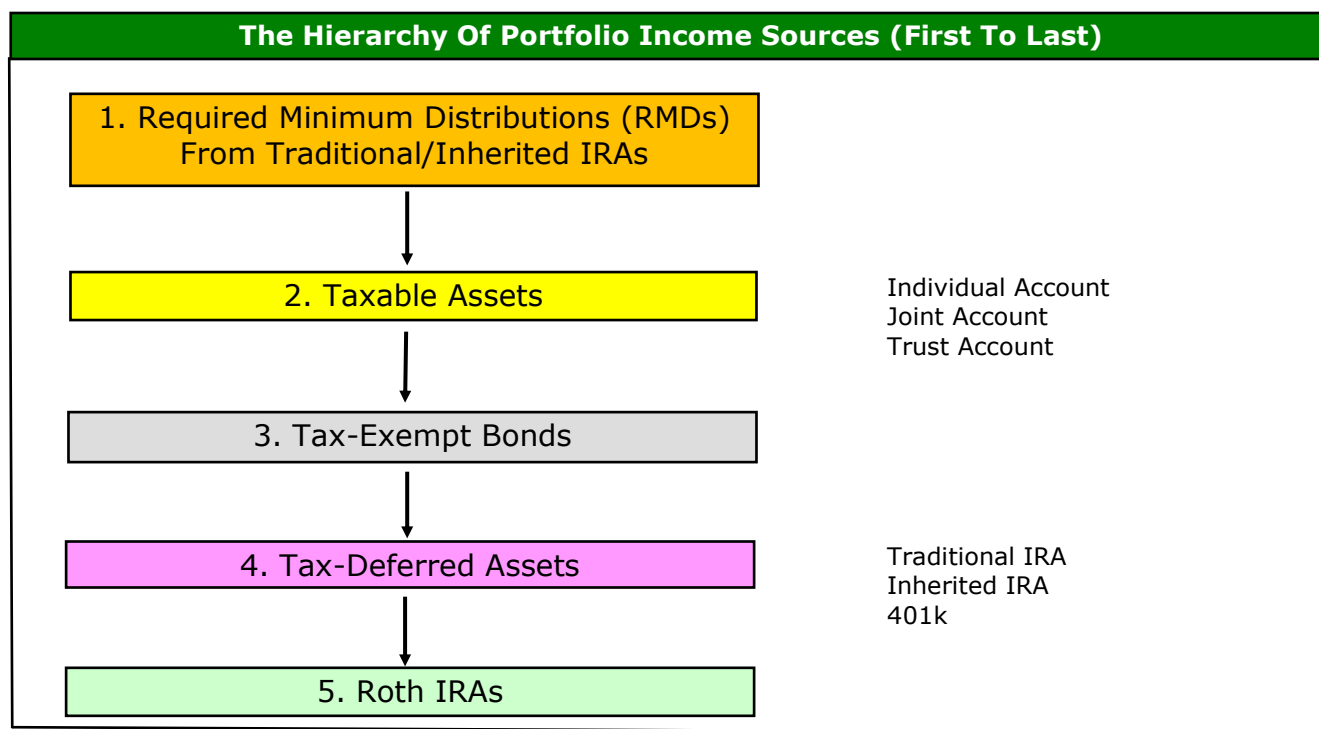 The Hierarchy Of Portfolio Income Sources (First To Last)
1. Required Minimum Distributions (RMDs)
From Traditional/Inherited IRAs
2. Taxable Assets
Individual Account
Joint Account
Trust Account
3. Tax-Exempt Bonds
4. Tax-Deferred Assets
Traditional IRA
Inherited IRA
401k
5. Roth IRAs